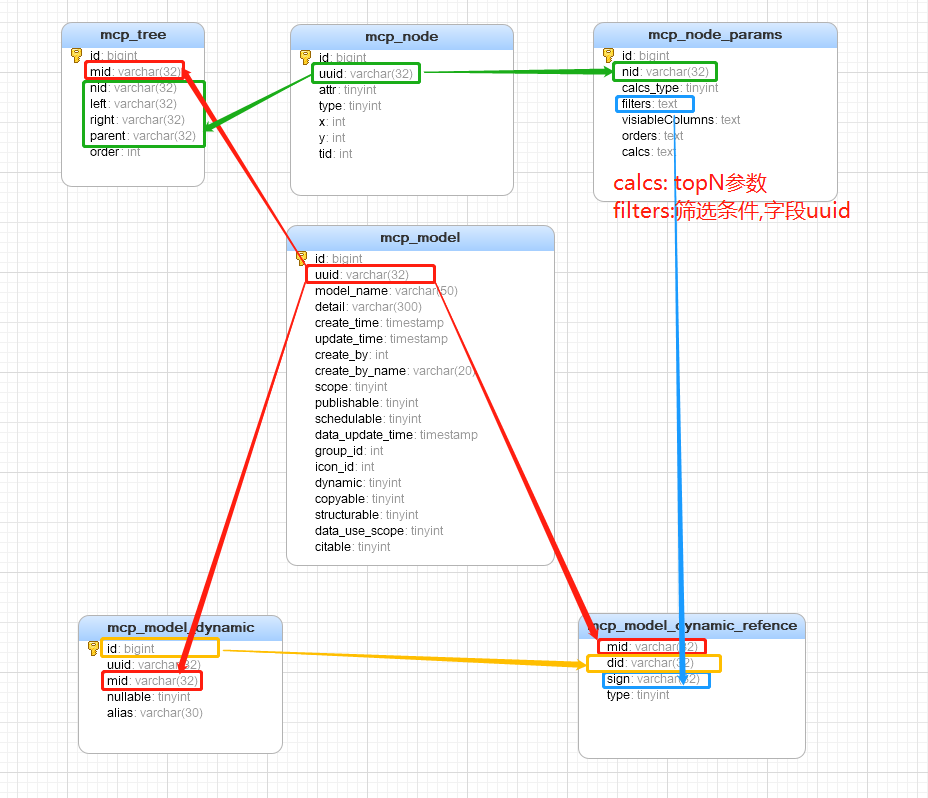 mcp_tree
id: bigint
mid: varchar(32)
nid: varchar(32)
left: varchar(32)
right: varchar(32)
parent: varchar(32)
order: int
mcp_node
id: bigint
uuid: varchar(32)
attr: tinyint
type: tinyint
x: int
y: int
tid: int
mcp_node_params
id: bigint
nid: varchar(32)
calcs_type: tinyint
filters: text
visiableColumns: text
orders: text
calcs: text
calcs: topN参数
filters:筛选条件,字段uuid
mcp_model
id: bigint
uuid: varchar(32)
model_name: varchar(50)
detail: varchar(300)
create_time: timestamp
update_time: timestamp
create_by: int
create_by_name: varchar(20)
scope: tinyint
publishable: tinyint
schedulable: tinyint
data_update_time: timestamp
group_id: int
icon_id: int
dynamic: tinyint
copyable: tinyint
structurable: tinyint
data_use_scope: tinyint
citable: tinyint
mcp_model_dynamic
id: bigint
uuid: varchar(32)
mid: varchar(32)
nullable: tinyint
alias: varchar(30)
mcp_model_dynamic_refence
mid: varchar(32)
did: varchar(32)
sign: varchar(32)
type: tinyint